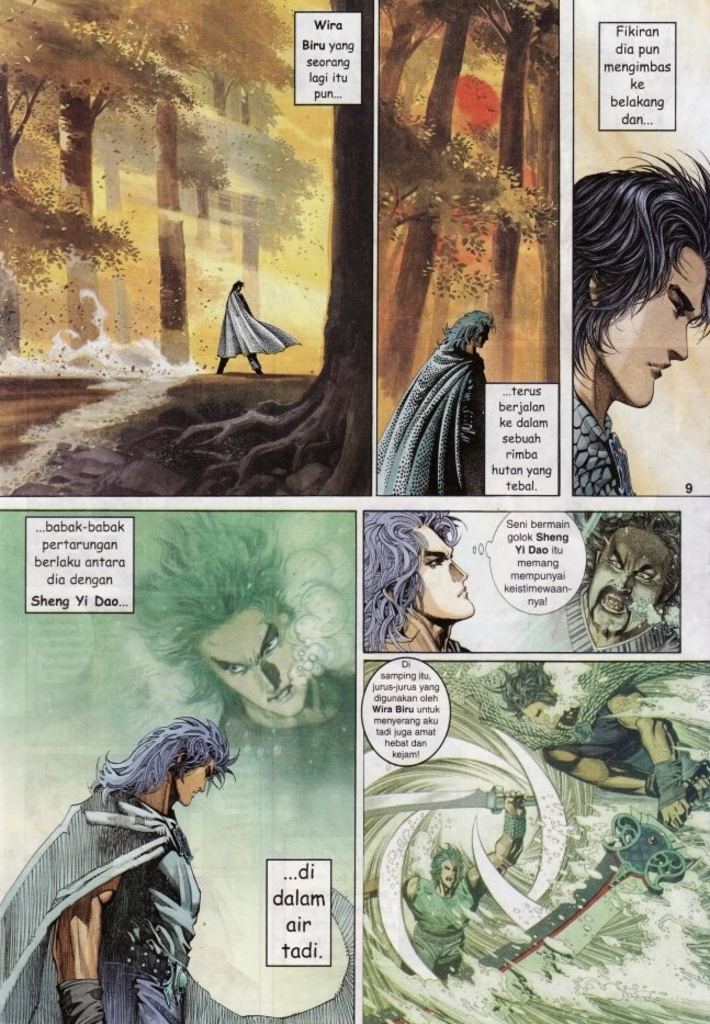 Wira
Biru yang
seorang
lagi itu
pun...
...terus
berjalan
ke dalam
sebuah
rimba
hutan yang
tebal.
Fikiran
dia pun
mengimbas
ke
belakang
dan...
9
...babak-babak
pertarungan
berlaku antara
dia dengan
Sheng Yi Dao...
...di
dalam
air
tadi.
Seni bermain
golok Sheng
Yi Dao itu
memang
mempunyai
keistimewaan-
nya!
Di
samping itu,
jurus-jurus yang
digunakan oleh
Wira Biru untuk
menyerang aku
tadi juga amat
hebat dan
kejam!